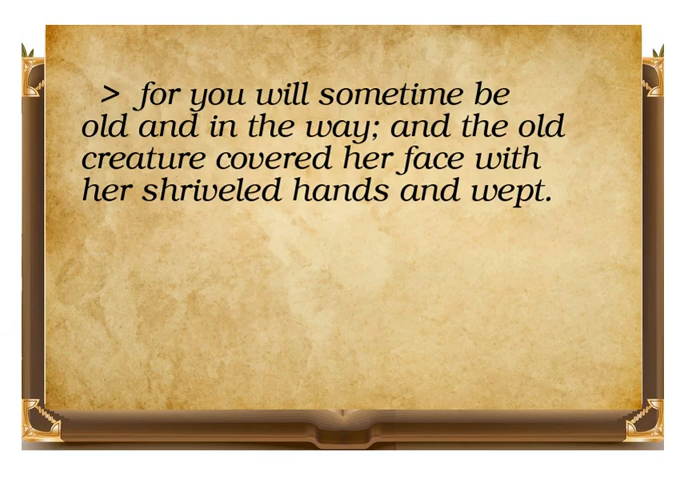 > for you will sometime be
old and in the way; and the old
creature covered her face with
her shriveled hands and wept.